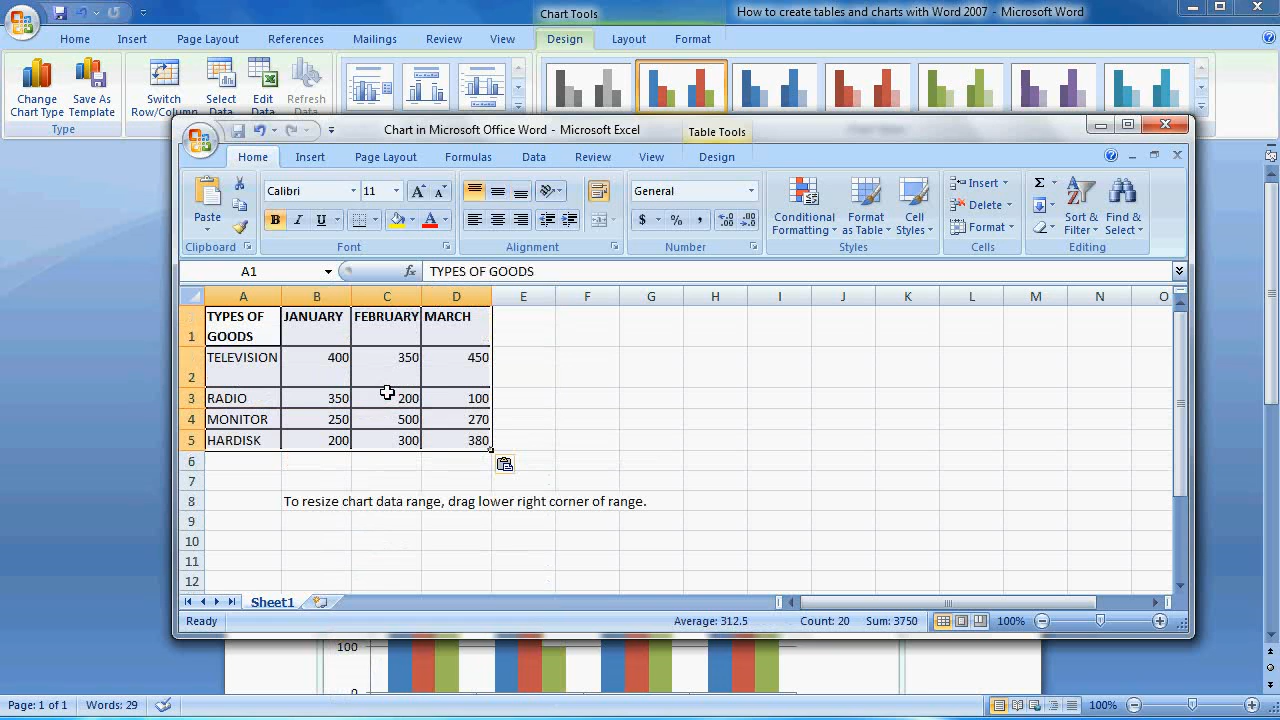 Chart Tools
How to create tables and charts with Word 2007 - Microsoft Word
Home Insert Page Layout References Mailings Review View Design Layout Format
Change Chart Type
Save As Template
Switch Row/Column
Select Data
Edit Data
Refresh
Type
Chart in Microsoft Office Word - Microsoft Excel
Table Tools
Home Insert Page Layout Formulas Data Review View Design
Paste
Calibri 11
General
Conditional Formatting
Format as Table
Cell Styles
Insert
Delete
Format
Σ
Sort & Filter
Find & Select
B I U A
$ % ,
Clipboard Font Alignment Number Styles Cells Editing
A1 fx TYPES OF GOODS
A B C D E F G H I J K L M N O
1 TYPES OF GOODS JANUARY FEBRUARY MARCH
2 TELEVISION 400 350 450
3 RADIO 350 200 100
4 MONITOR 250 500 270
5 HARDISK 200 300 380
6
7
8 To resize chart data range, drag lower right corner of range.
9
10
11
12
Sheet1
Ready Average: 312.5 Count: 20 Sum: 3750 100%
100
0
Page: 1 of 1 Words: 29 100%